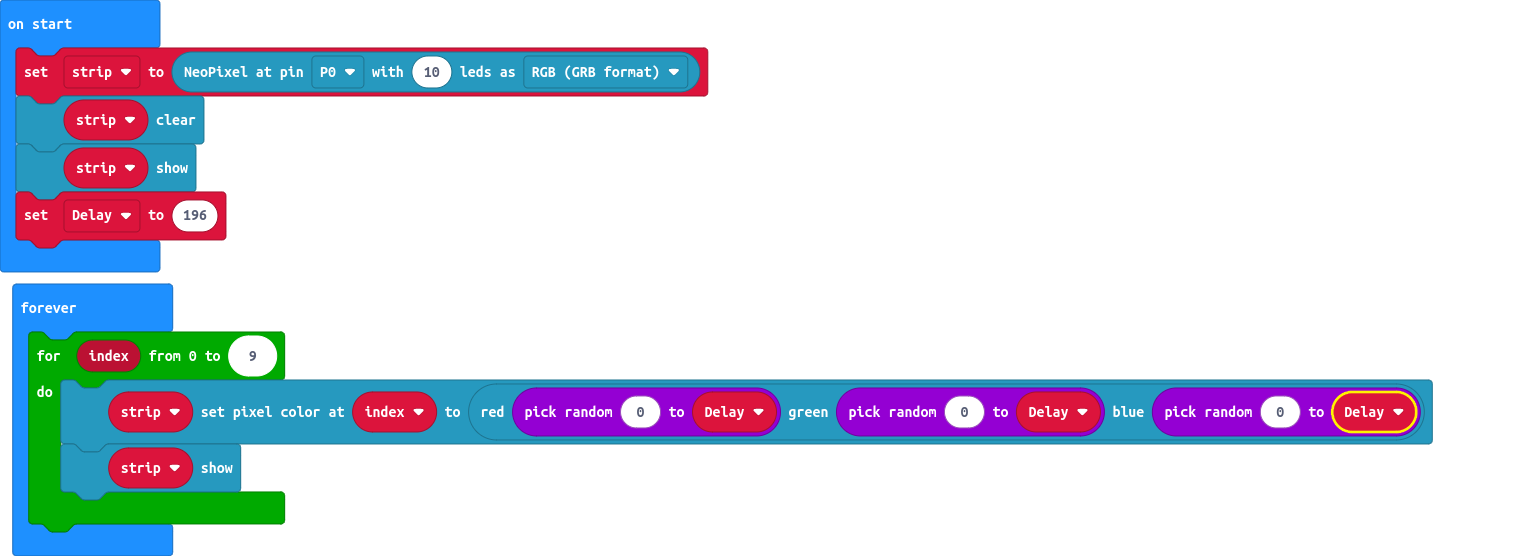 on start
set strip to NeoPixel at pin P0 with 10 leds as RGB (GRB format)
strip clear
strip show
set Delay to 196
forever
for index from 0 to 9
do
strip set pixel color at index to red pick random 0 to Delay green pick random 0 to Delay blue pick random 0 to Delay
strip show